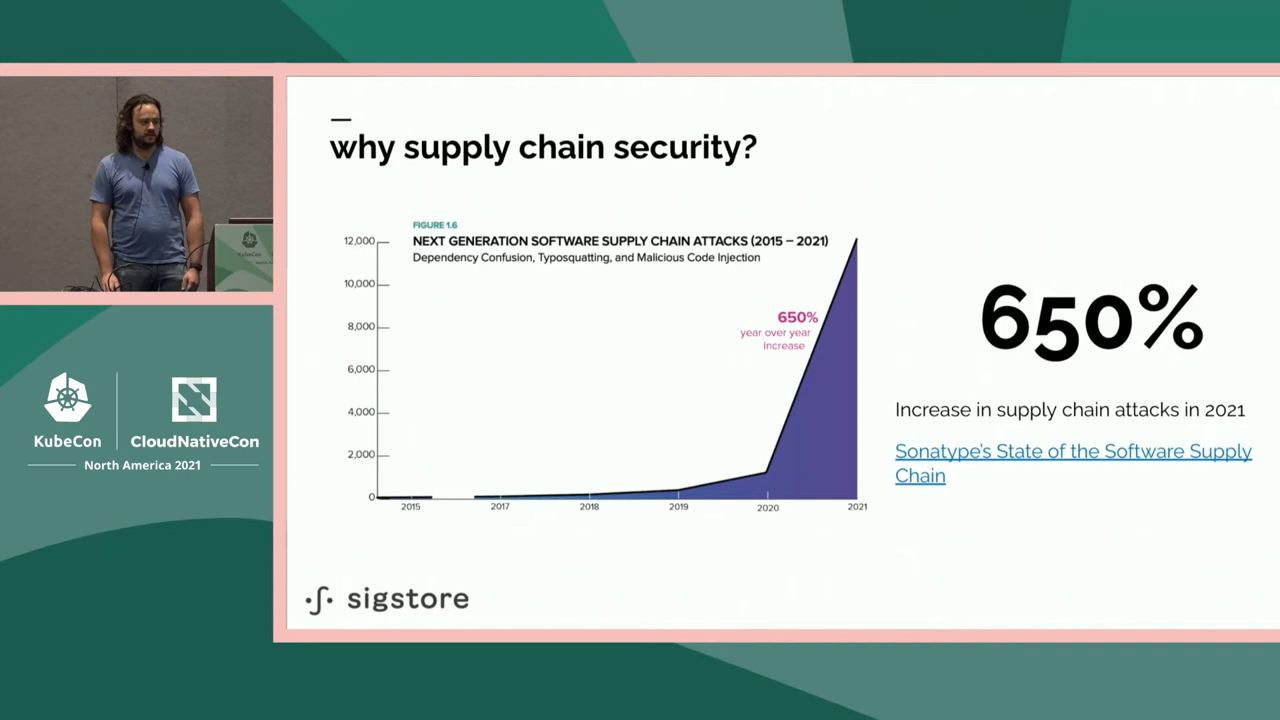 why supply chain security?
FIGURE 1.6
NEXT GENERATION SOFTWARE SUPPLY CHAIN ATTACKS (2015 – 2021)
Dependency Confusion, Typosquatting, and Malicious Code Injection
12,000
10,000
8,000
6,000
4,000
2,000
0
650%
year over year
increase
2015
2017
2018
2019
2020
2021
650%
Increase in supply chain attacks in 2021
Sonatype's State of the Software Supply
Chain
sigstore
KubeCon
KubeCon
CloudNativeCon
North America 2021